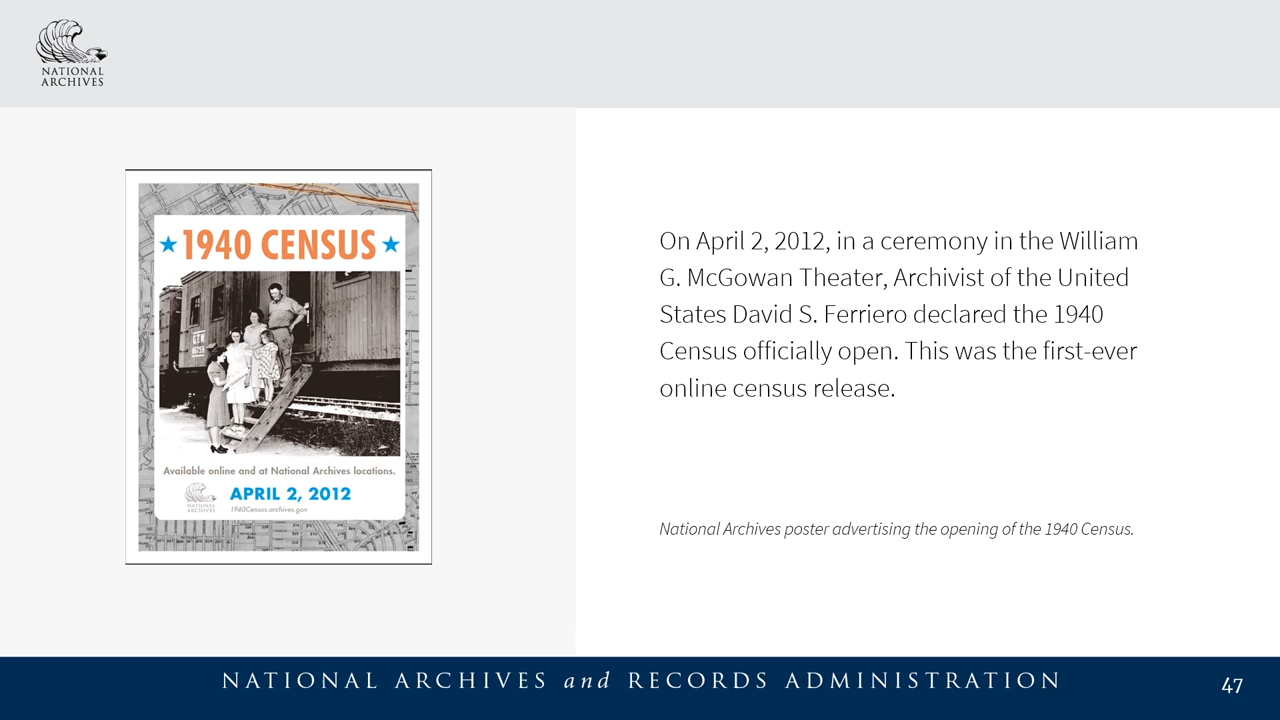 NATIONAL
ARCHIVES
★ 1940 CENSUS ★
G.T.W
Available online and at National Archives locations.
NATIONAL
ARCHIVES
APRIL 2, 2012
1940Census.archives.gov
On April 2, 2012, in a ceremony in the William
G. McGowan Theater, Archivist of the United
States David S. Ferriero declared the 1940
Census officially open. This was the first-ever
online census release.
National Archives poster advertising the opening of the 1940 Census.
NATIONAL ARCHIVES and RECORDS ADMINISTRATION
47